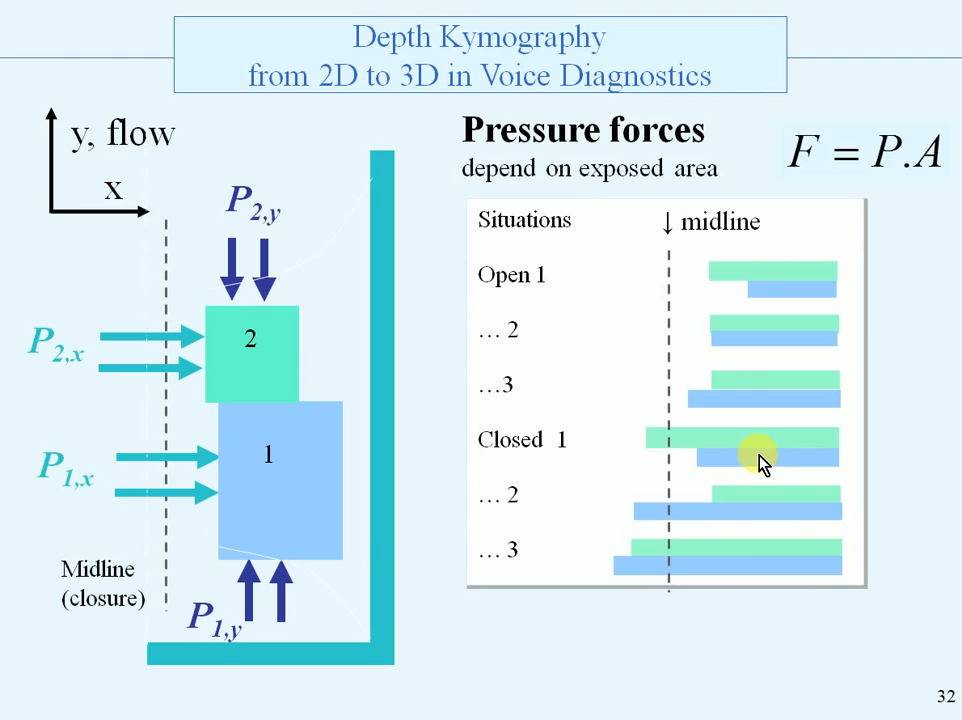 Depth Kymography
from 2D to 3D in Voice Diagnostics
y, flow
x
P2,y
P2,x
2
P1,x
1
Midline
(closure)
P1,y
Pressure forces
depend on exposed area
F = P.A
Situations
↓ midline
Open 1
… 2
…3
Closed 1
… 2
… 3
32